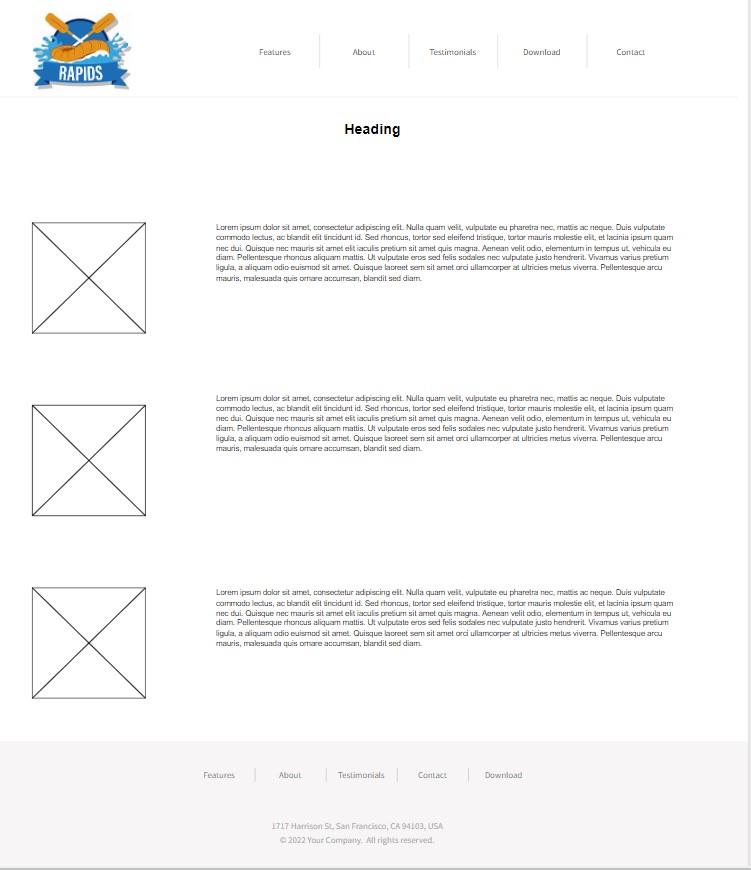 RAPIDS
Features
About
Testimonials
Download
Contact
Heading
Lorem ipsum dolor sit amet, consectetur adipiscing elit. Nulla quam velit, vulputate eu pharetra nec, mattis ac neque. Duis vulputate
commodo lectus, ac blandit elit tincidunt id. Sed rhoncus, tortor sed eleifend tristique, tortor mauris molestie elit, et lacinia ipsum quam
nec dui. Quisque nec mauris sit amet elit iaculis pretium sit amet quis magna. Aenean velit odio, elementum in tempus ut, vehicula eu
diam. Pellentesque rhoncus aliquam mattis. Ut vulputate eros sed felis sodales nec vulputate justo hendrerit. Vivamus varius pretium
ligula, a aliquam odio euismod sit amet. Quisque laoreet sem sit amet orci ullamcorper at ultricies metus viverra. Pellentesque arcu
mauris, malesuada quis ornare accumsan, blandit sed diam.
Lorem ipsum dolor sit amet, consectetur adipiscing elit. Nulla quam velit, vulputate eu pharetra nec, mattis ac neque. Duis vulputate
commodo lectus, ac blandit elit tincidunt id. Sed rhoncus, tortor sed eleifend tristique, tortor mauris molestie elit, et lacinia ipsum quam
nec dui. Quisque nec mauris sit amet elit iaculis pretium sit amet quis magna. Aenean velit odio, elementum in tempus ut, vehicula eu
diam. Pellentesque rhoncus aliquam mattis. Ut vulputate eros sed felis sodales nec vulputate justo hendrerit. Vivamus varius pretium
ligula, a aliquam odio euismod sit amet. Quisque laoreet sem sit amet orci ullamcorper at ultricies metus viverra. Pellentesque arcu
mauris, malesuada quis ornare accumsan, blandit sed diam.
Lorem ipsum dolor sit amet, consectetur adipiscing elit. Nulla quam velit, vulputate eu pharetra nec, mattis ac neque. Duis vulputate
commodo lectus, ac blandit elit tincidunt id. Sed rhoncus, tortor sed eleifend tristique, tortor mauris molestie elit, et lacinia ipsum quam
nec dui. Quisque nec mauris sit amet elit iaculis pretium sit amet quis magna. Aenean velit odio, elementum in tempus ut, vehicula eu
diam. Pellentesque rhoncus aliquam mattis. Ut vulputate eros sed felis sodales nec vulputate justo hendrerit. Vivamus varius pretium
ligula, a aliquam odio euismod sit amet. Quisque laoreet sem sit amet orci ullamcorper at ultricies metus viverra. Pellentesque arcu
mauris, malesuada quis ornare accumsan, blandit sed diam.
Features
About
Testimonials
Contact
Download
1717 Harrison St, San Francisco, CA 94103, USA
© 2022 Your Company. All rights reserved.